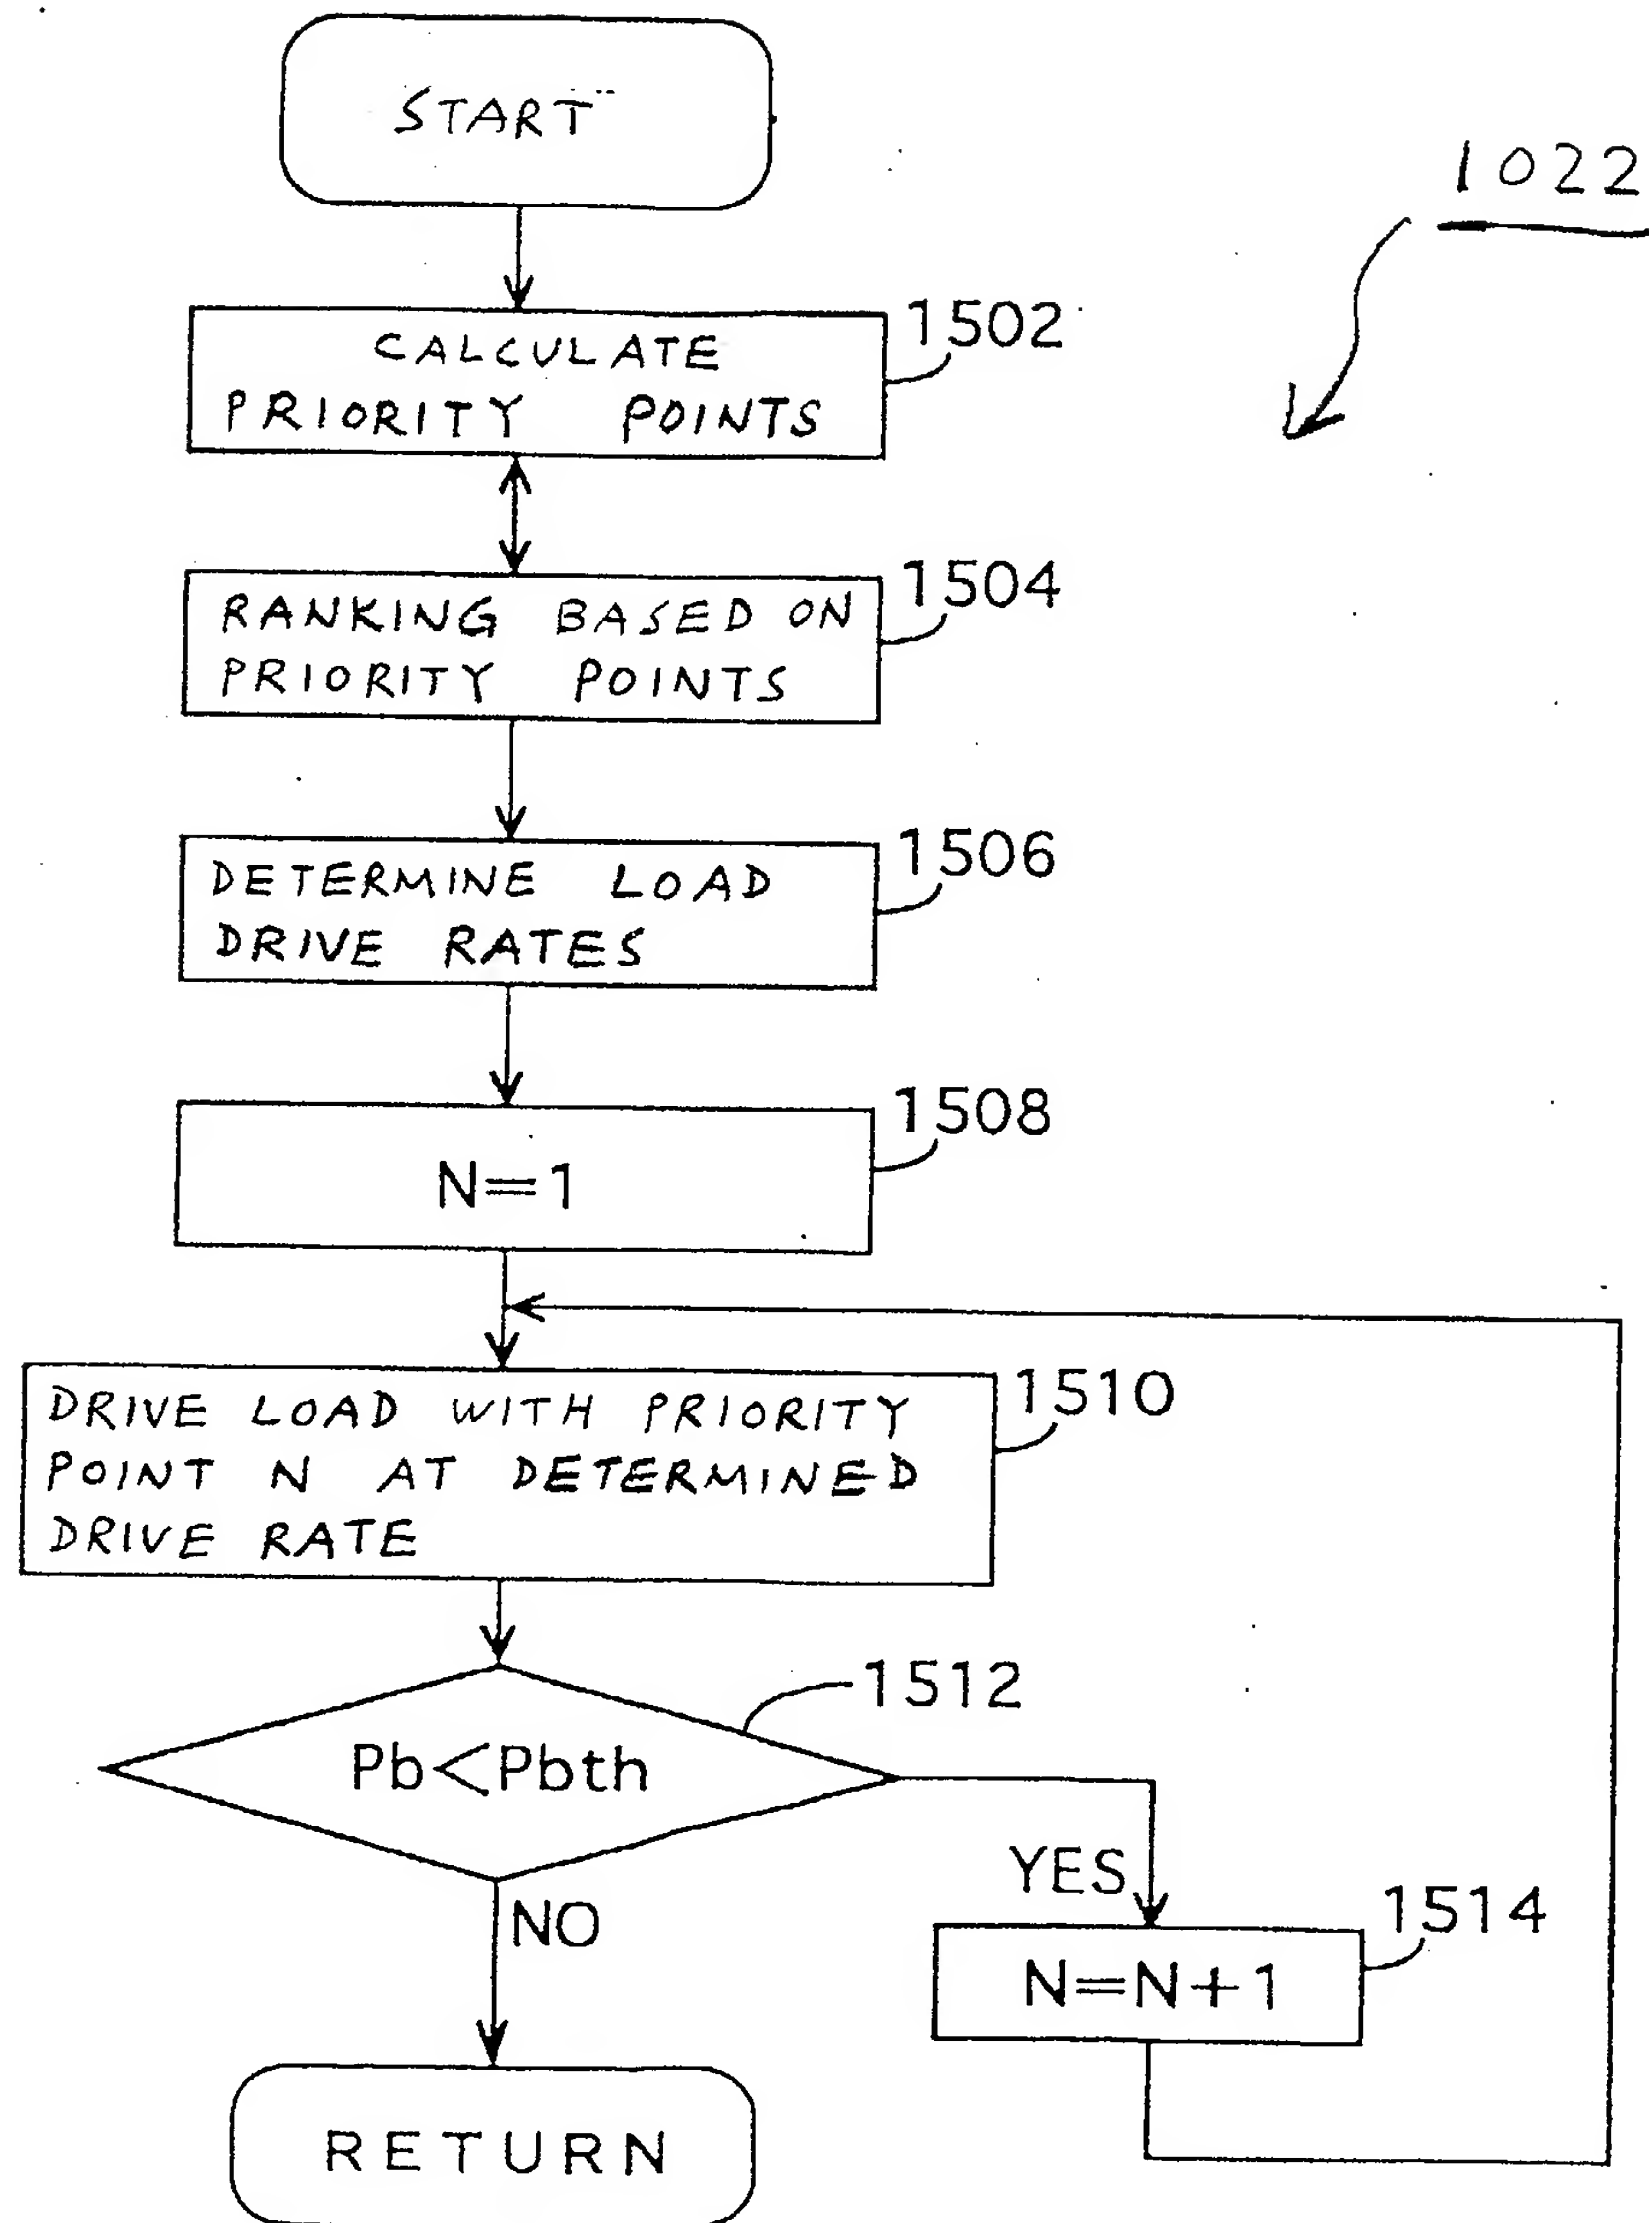 START
1022
1502
CALCULATE
PRIORITY POINTS
1504
RANKING BASED ON
PRIORITY POINTS
1506
DETERMINE LOAD
DRIVE RATES
1508
N=1
1510
DRIVE LOAD WITH PRIORITY
POINT N AT DETERMINED
DRIVE RATE
1512
Pb<Pbth
YES
NO
1514
N=N+1
RETURN